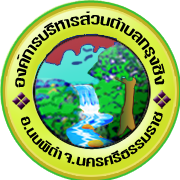 องค์การบริหารส่วนตำบลกรุงชิง
อ.นบพิตำ จ.นครศรีธรรมราช